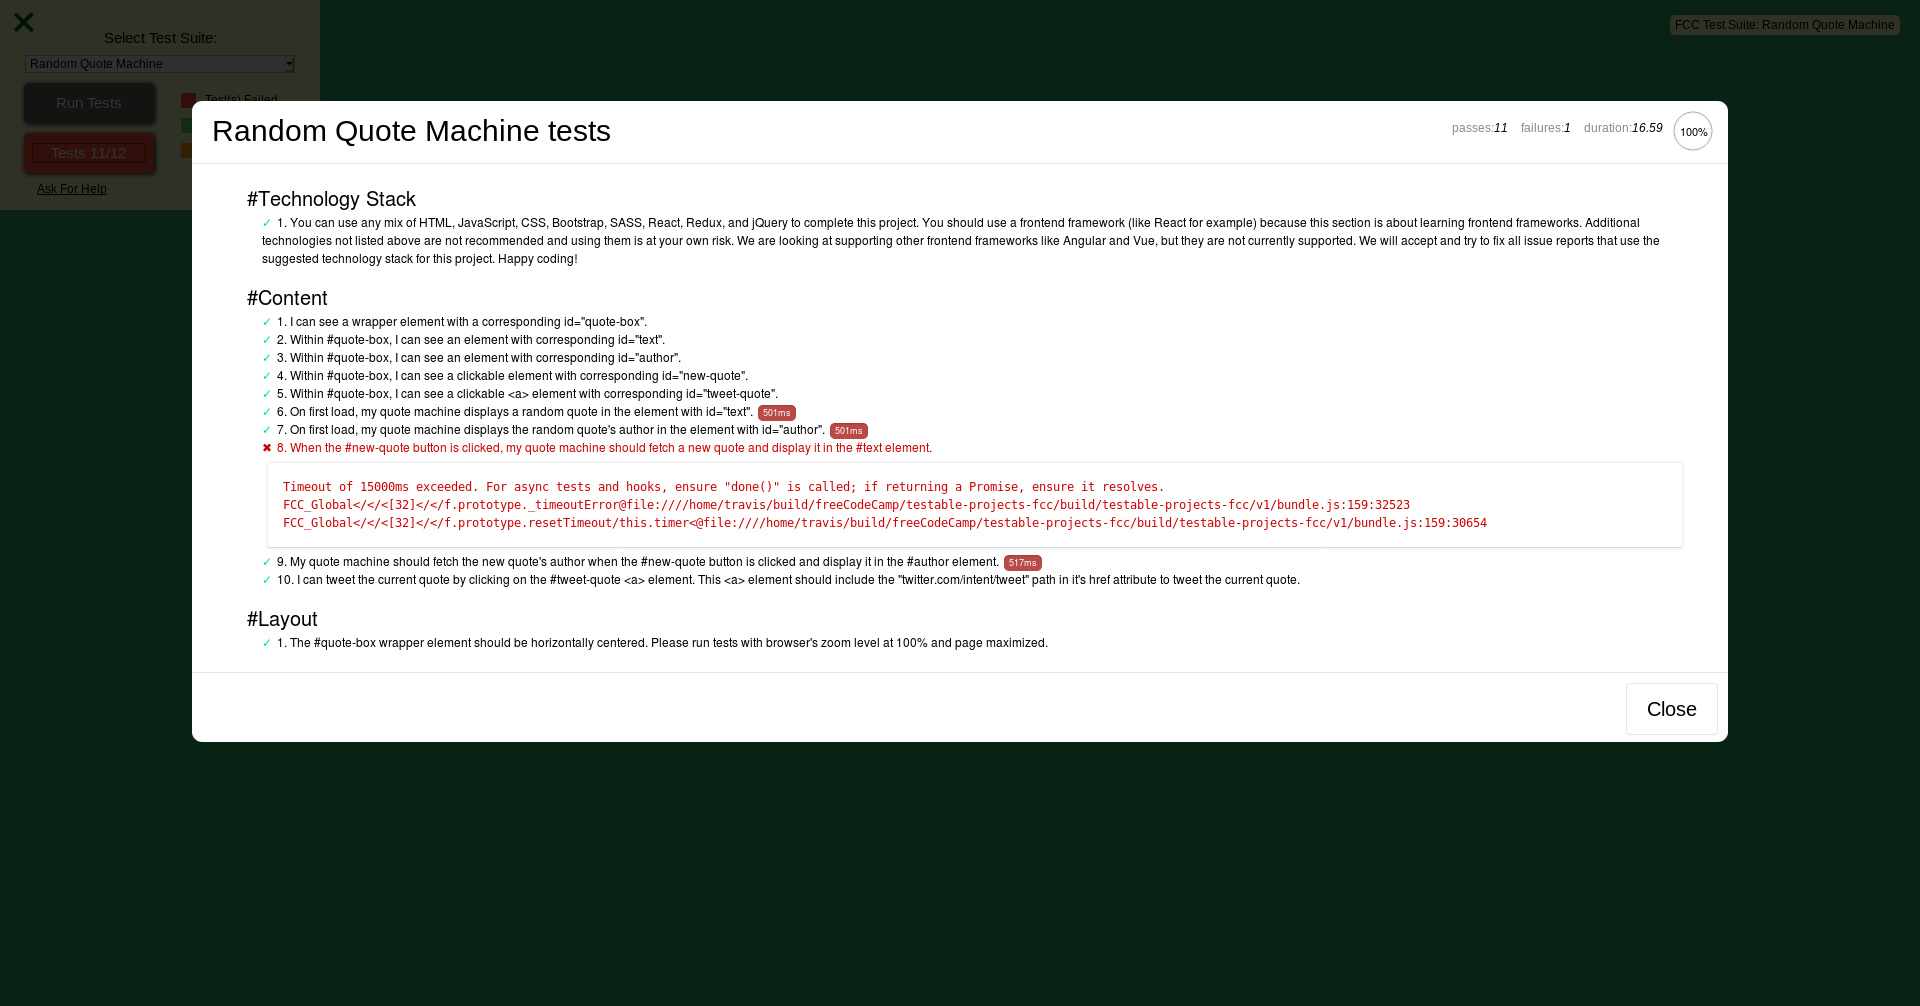 Select Test Suite:
FCC Test Suite: Random Quote Machine
Random Quote Machine
Run Tests
Test(s) Failed
Tests 11/12
Ask For Help
Random Quote Machine tests
passes:11 failures:1 duration:16.59 100%
#Technology Stack
✓ 1. You can use any mix of HTML, JavaScript, CSS, Bootstrap, SASS, React, Redux, and jQuery to complete this project. You should use a frontend framework (like React for example) because this section is about learning frontend frameworks. Additional
technologies not listed above are not recommended and using them is at your own risk. We are looking at supporting other frontend frameworks like Angular and Vue, but they are not currently supported. We will accept and try to fix all issue reports that use the
suggested technology stack for this project. Happy coding!
#Content
✓ 1. I can see a wrapper element with a corresponding id="quote-box".
✓ 2. Within #quote-box, I can see an element with corresponding id="text".
✓ 3. Within #quote-box, I can see an element with corresponding id="author".
✓ 4. Within #quote-box, I can see a clickable element with corresponding id="new-quote".
✓ 5. Within #quote-box, I can see a clickable <a> element with corresponding id="tweet-quote".
✓ 6. On first load, my quote machine displays a random quote in the element with id="text". 501ms
✓ 7. On first load, my quote machine displays the random quote's author in the element with id="author". 501ms
✖ 8. When the #new-quote button is clicked, my quote machine should fetch a new quote and display it in the #text element.
Timeout of 15000ms exceeded. For async tests and hooks, ensure "done()" is called; if returning a Promise, ensure it resolves.
FCC_Global</</<[32]</</f.prototype._timeoutError@file:////home/travis/build/freeCodeCamp/testable-projects-fcc/build/testable-projects-fcc/v1/bundle.js:159:32523
FCC_Global</</<[32]</</f.prototype.resetTimeout/this.timer<@file:////home/travis/build/freeCodeCamp/testable-projects-fcc/build/testable-projects-fcc/v1/bundle.js:159:30654
✓ 9. My quote machine should fetch the new quote's author when the #new-quote button is clicked and display it in the #author element. 517ms
✓ 10. I can tweet the current quote by clicking on the #tweet-quote <a> element. This <a> element should include the "twitter.com/intent/tweet" path in it's href attribute to tweet the current quote.
#Layout
✓ 1. The #quote-box wrapper element should be horizontally centered. Please run tests with browser's zoom level at 100% and page maximized.
Close